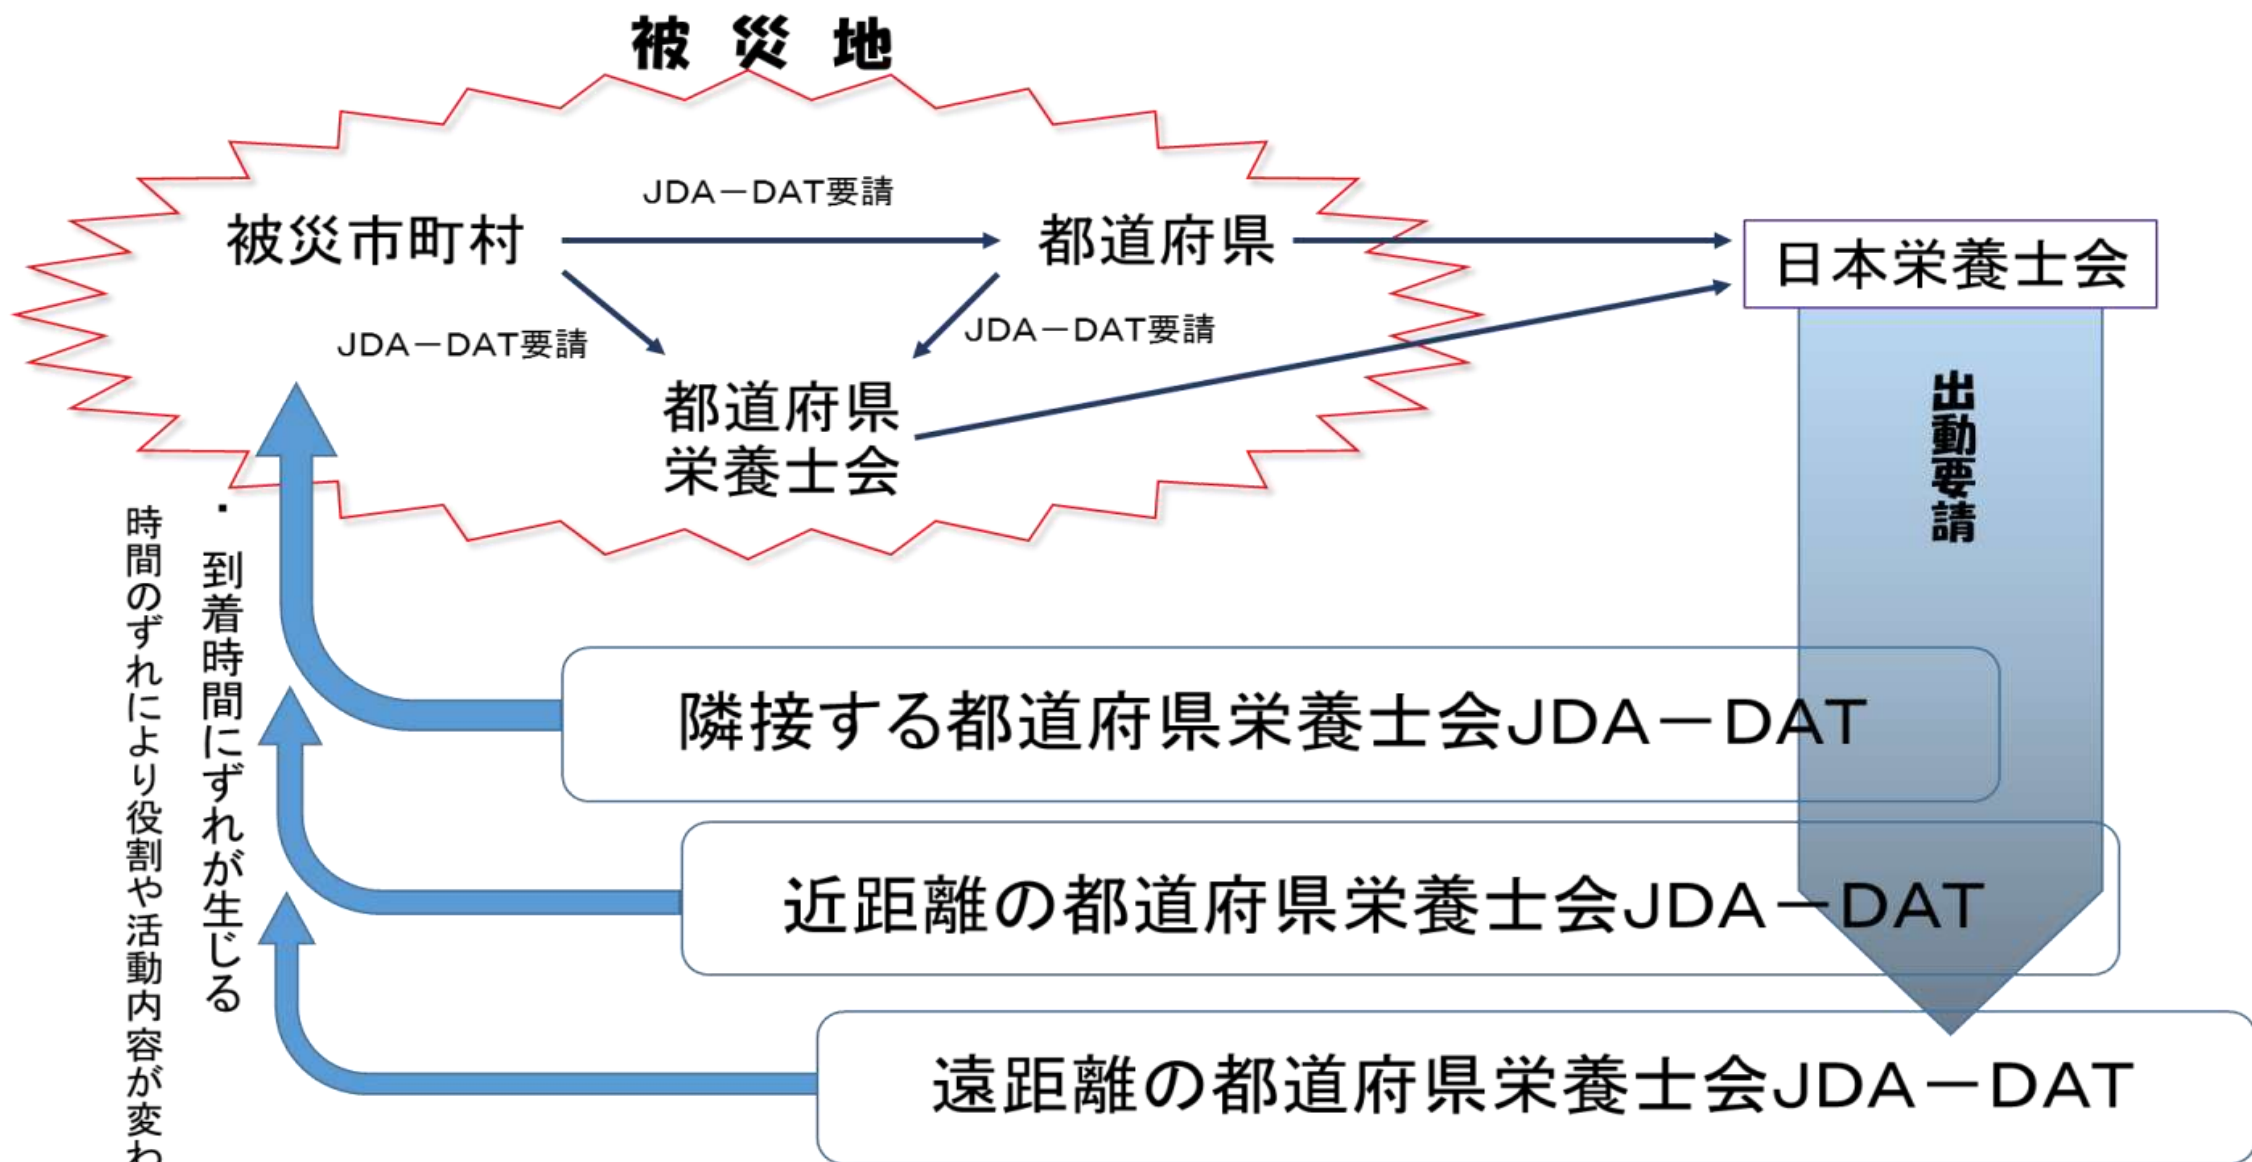 被 災 地
JDA－DAT要請
被災市町村
都道府県
日本栄養士会
JDA－DAT要請
JDA－DAT要請
都道府県
栄養士会
出動要請
・到着時間にずれが生じる
時間のずれにより役割や活動内容が変わ
隣接する都道府県栄養士会JDA－DAT
近距離の都道府県栄養士会JDA－DAT
遠距離の都道府県栄養士会JDA－DAT